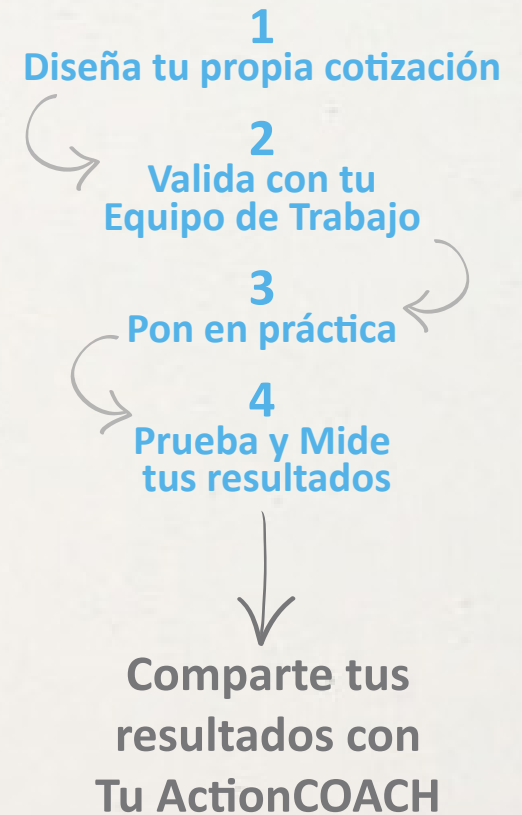 1
Diseña tu propia cotización
2
Valida con tu
Equipo de Trabajo
3
Pon en práctica
4
Prueba y Mide
tus resultados
Comparte tus
resultados con
Tu ActionCOACH